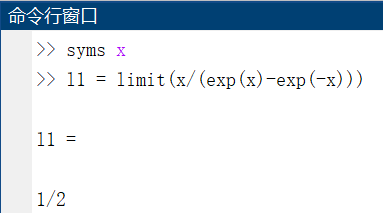 命令行窗口
>> syms x
>> l1 = limit(x/(exp(x)-exp(-x)))
l1 =
1/2